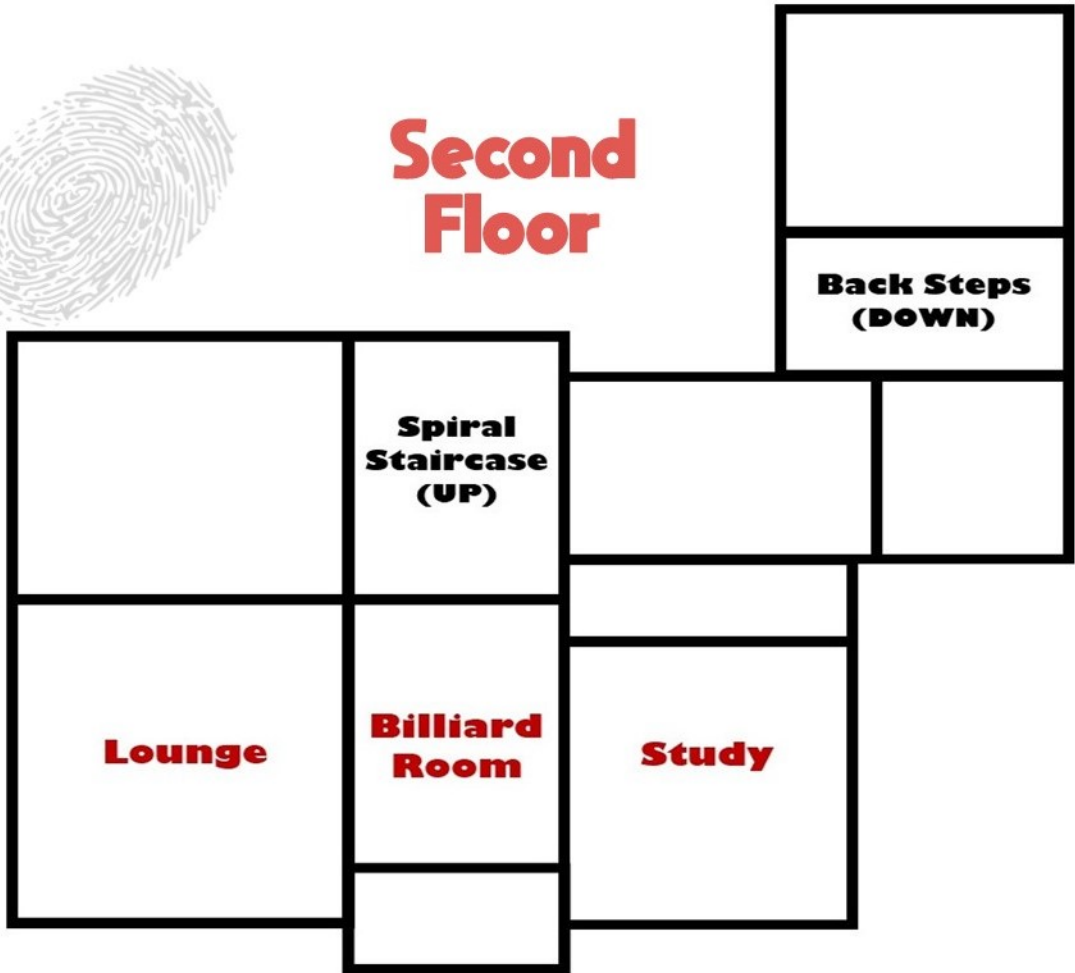 Second
Floor
Back Steps
(DOWN)
Spiral
Staircase
(UP)
Lounge
Billiard
Room
Study